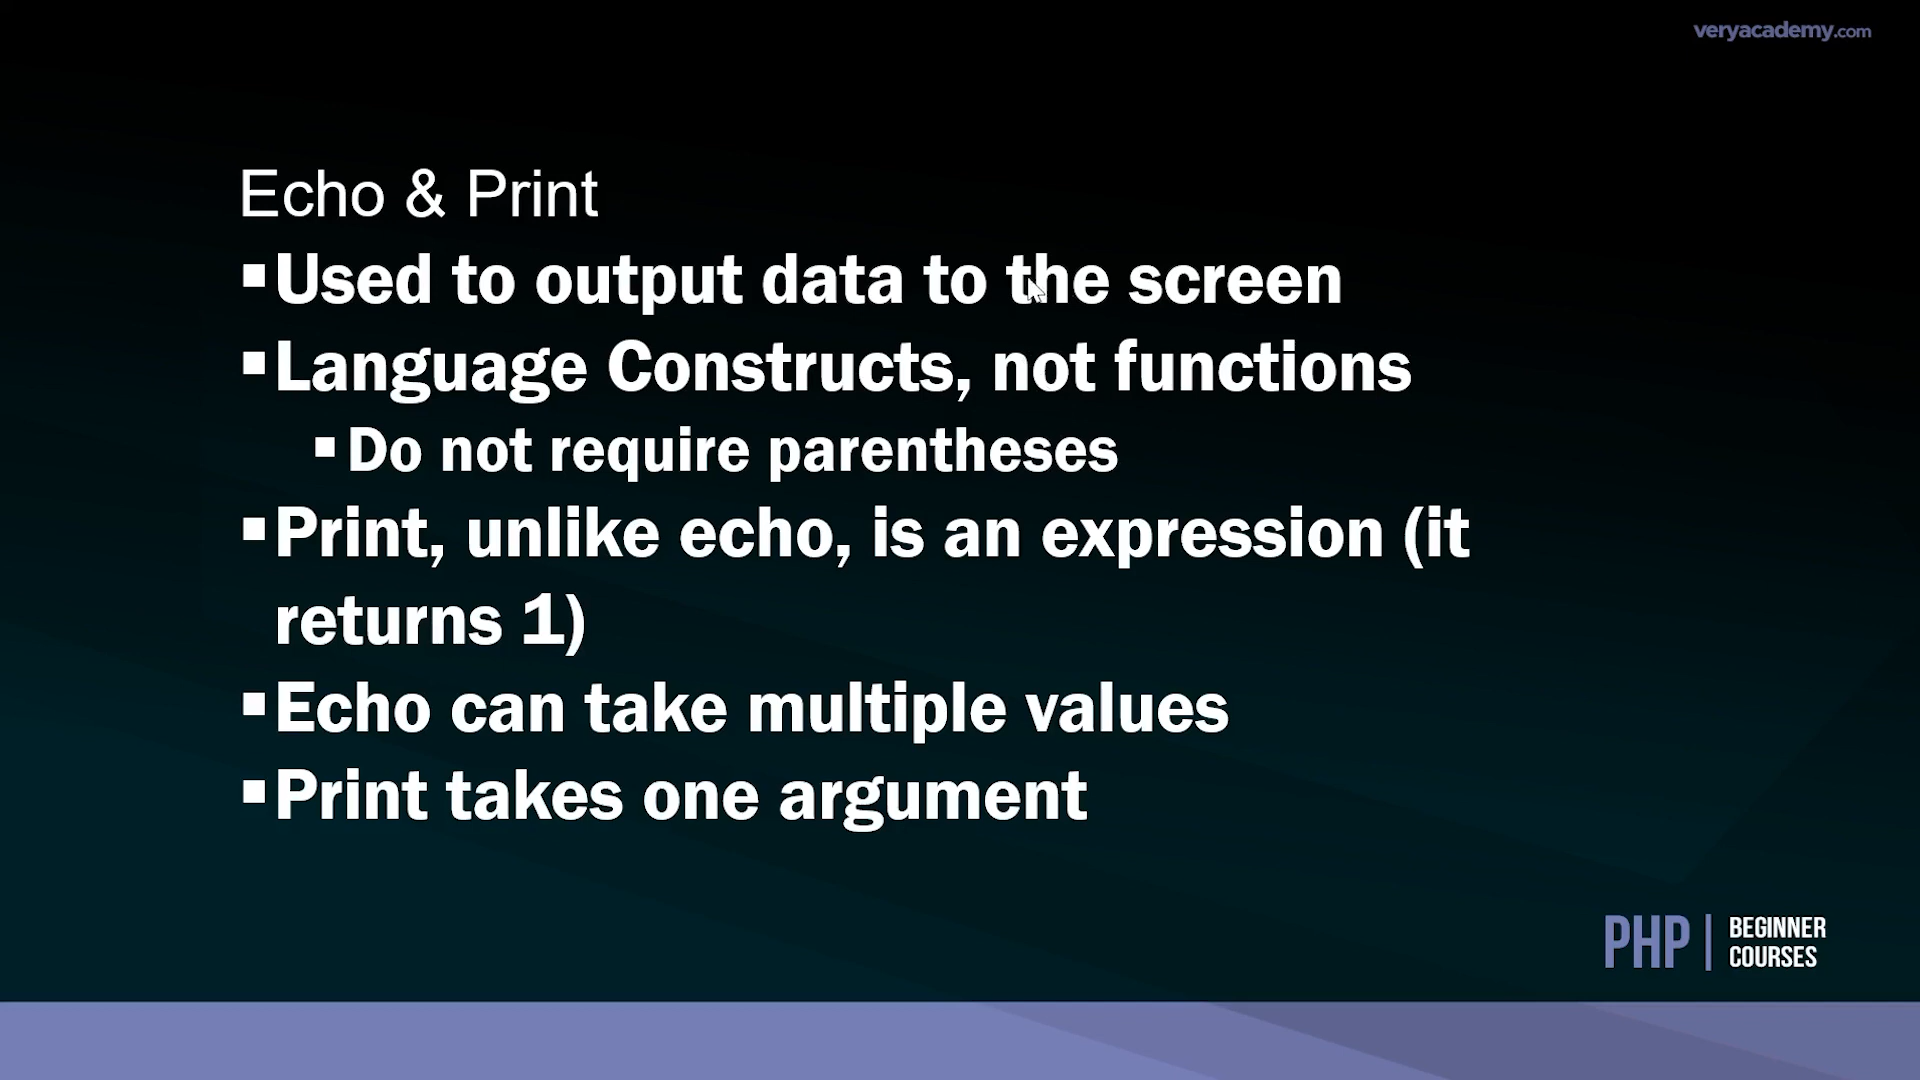 veryacademy.com
Echo & Print
▪Used to output data to the screen
▪Language Constructs, not functions
▪Do not require parentheses
▪Print, unlike echo, is an expression (it
returns 1)
▪Echo can take multiple values
▪Print takes one argument
PHP | BEGINNER
COURSES